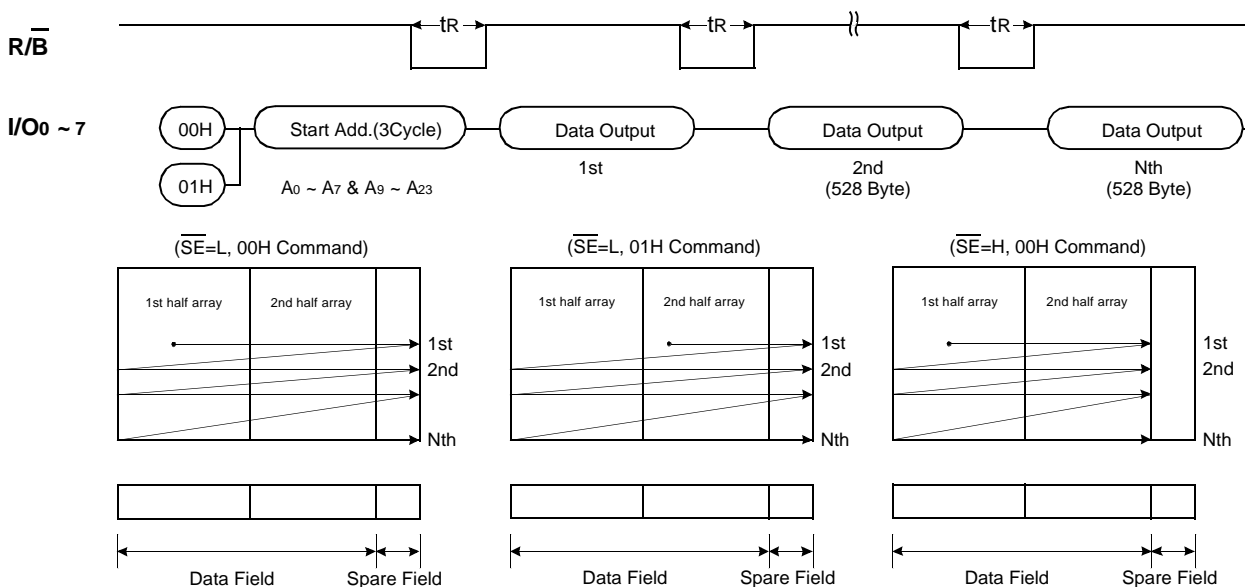 tR tR tR
R/B̅
I/O0 ~ 7 00H Start Add.(3Cycle) Data Output Data Output Data Output
01H A0 ~ A7 & A9 ~ A23 1st 2nd Nth
(528 Byte) (528 Byte)
(S̅E̅=L, 00H Command) (S̅E̅=L, 01H Command) (S̅E̅=H, 00H Command)
1st half array 2nd half array 1st half array 2nd half array 1st half array 2nd half array
1st 1st 1st
2nd 2nd 2nd
Nth Nth Nth
Data Field Spare Field Data Field Spare Field Data Field Spare Field